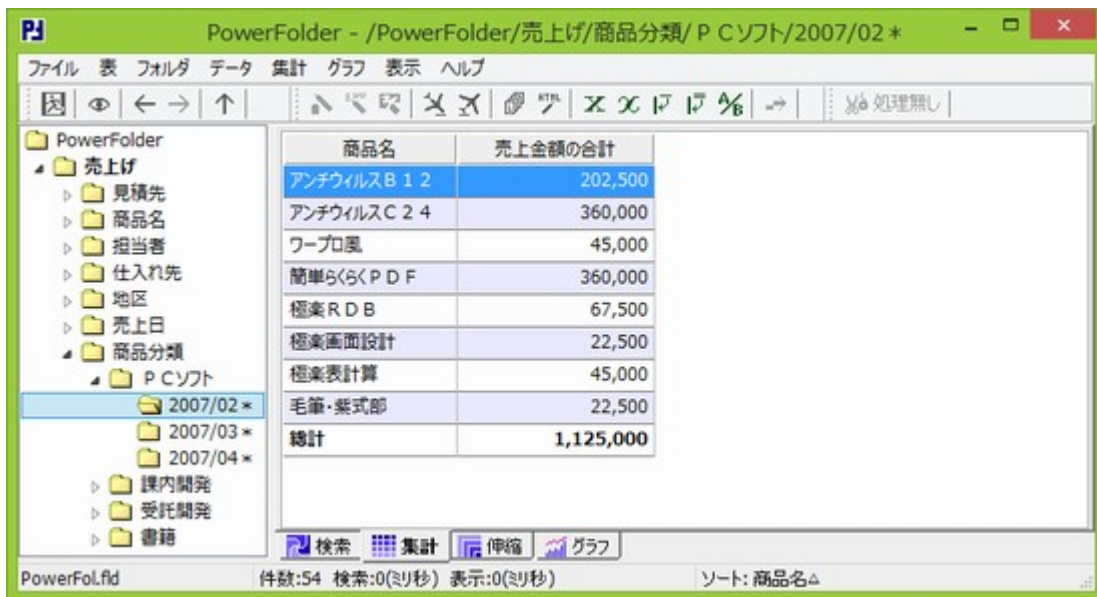 PowerFolder - /PowerFolder/売上げ/商品分類/ＰＣソフト/2007/02＊
ファイル 表 フォルダ データ 集計 グラフ 表示 ヘルプ
HTML A/B 処理無し
PowerFolder
売上げ
見積先
商品名
担当者
仕入れ先
地区
売上日
商品分類
ＰＣソフト
2007/02＊
2007/03＊
2007/04＊
課内開発
受託開発
書籍
商品名 売上金額の合計
アンチウィルスＢ１２ 202,500
アンチウィルスＣ２４ 360,000
ワープロ風 45,000
簡単らくらくＰＤＦ 360,000
極楽ＲＤＢ 67,500
極楽画面設計 22,500
極楽表計算 45,000
毛筆・紫式部 22,500
総計 1,125,000
検索 集計 伸縮 グラフ
PowerFol.fld 件数:54 検索:0(ミリ秒) 表示:0(ミリ秒) ソート: 商品名△